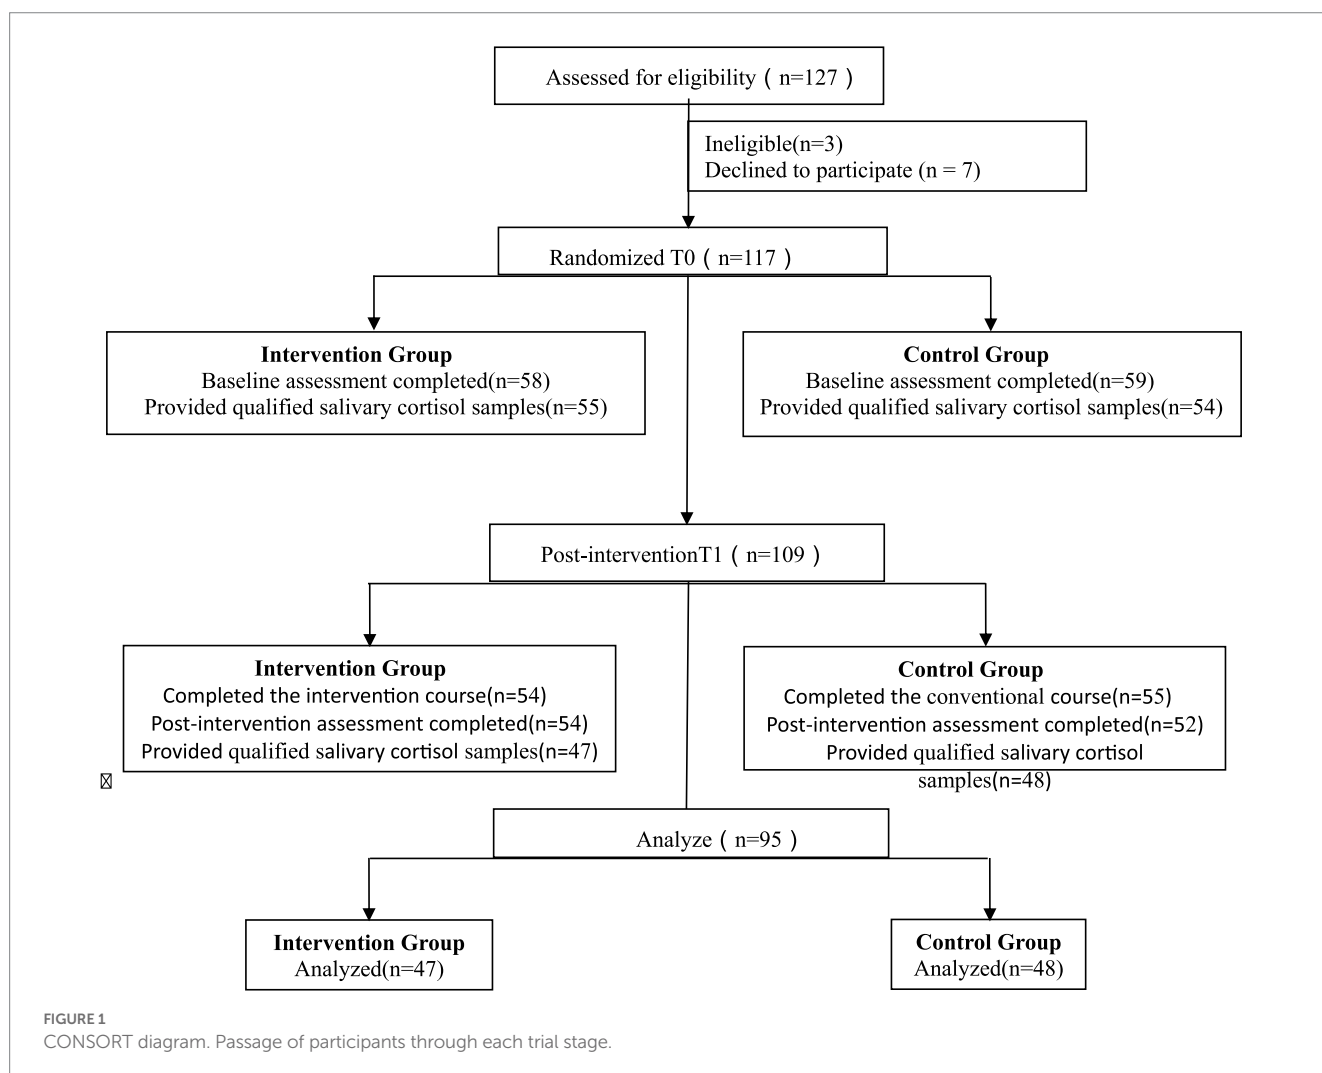 Assessed for eligibility ( n=127 )
Ineligible(n=3)
Declined to participate (n = 7)
Randomized T0 ( n=117 )
Intervention Group
Baseline assessment completed(n=58)
Provided qualified salivary cortisol samples(n=55)
Control Group
Baseline assessment completed(n=59)
Provided qualified salivary cortisol samples(n=54)
Post-interventionT1 ( n=109 )
Intervention Group
Completed the intervention course(n=54)
Post-intervention assessment completed(n=54)
Provided qualified salivary cortisol samples(n=47)
Control Group
Completed the conventional course(n=55)
Post-intervention assessment completed(n=52)
Provided qualified salivary cortisol
samples(n=48)
Analyze ( n=95 )
Intervention Group
Analyzed(n=47)
Control Group
Analyzed(n=48)
FIGURE 1
CONSORT diagram. Passage of participants through each trial stage.